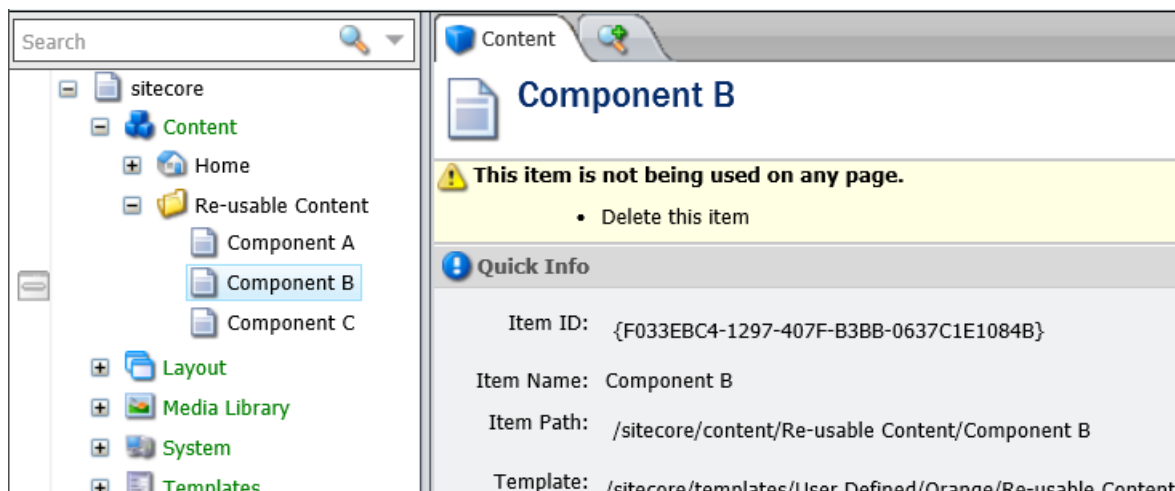 Search
sitecore
Content
Home
Re-usable Content
Component A
Component B
Component C
Layout
Media Library
System
Templates
Content
Component B
This item is not being used on any page.
• Delete this item
Quick Info
Item ID: {F033EBC4-1297-407F-B3BB-0637C1E1084B}
Item Name: Component B
Item Path: /sitecore/content/Re-usable Content/Component B
Template: /sitecore/templates/User Defined/Orange/Re-usable Content